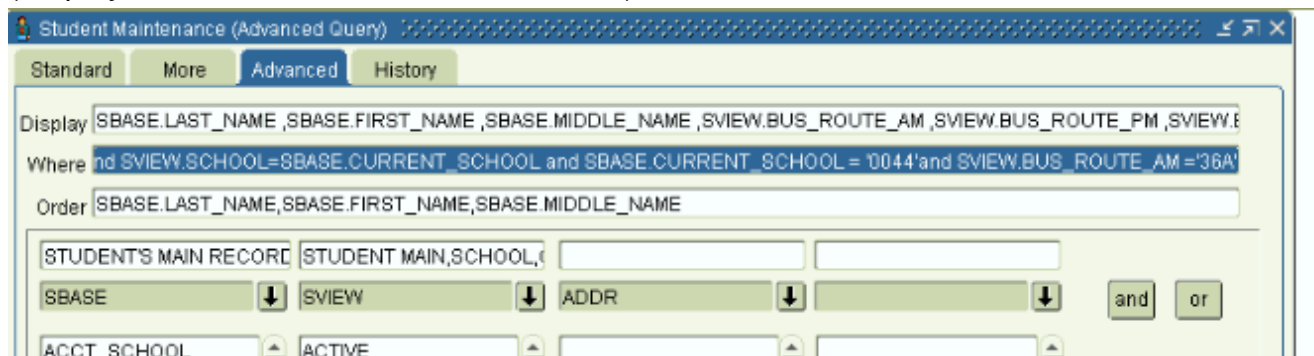 Student Maintenance (Advanced Query)
Standard More Advanced History
Display SBASE.LAST_NAME ,SBASE.FIRST_NAME ,SBASE.MIDDLE_NAME ,SVIEW.BUS_ROUTE_AM ,SVIEW.BUS_ROUTE_PM ,SVIEW.
Where nd SVIEW.SCHOOL=SBASE.CURRENT_SCHOOL and SBASE.CURRENT_SCHOOL = '0044'and SVIEW.BUS_ROUTE_AM ='36A'
Order SBASE.LAST_NAME,SBASE.FIRST_NAME,SBASE.MIDDLE_NAME
STUDENT'S MAIN RECORD STUDENT MAIN,SCHOOL,
SBASE SVIEW ADDR and or
ACCT_SCHOOL ACTIVE